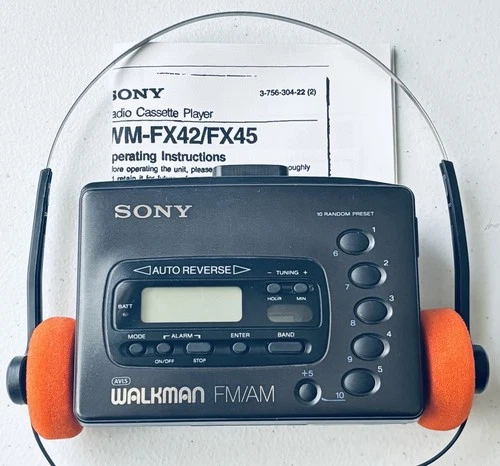 SONY
3-756-304-22 (2)
adio Cassette Player
WM-FX42/FX45
perating Instructions
ore operating the unit, please
oughly
SONY
10 RANDOM PRESET
1
6
AUTO REVERSE
- TUNING +
2
7
HOUR
MIN
BATT
3
8
MODE
ALARM
ENTER
BAND
4
9
ON/OFF
STOP
5
AVLS
WALKMAN FM/AM
+5
10